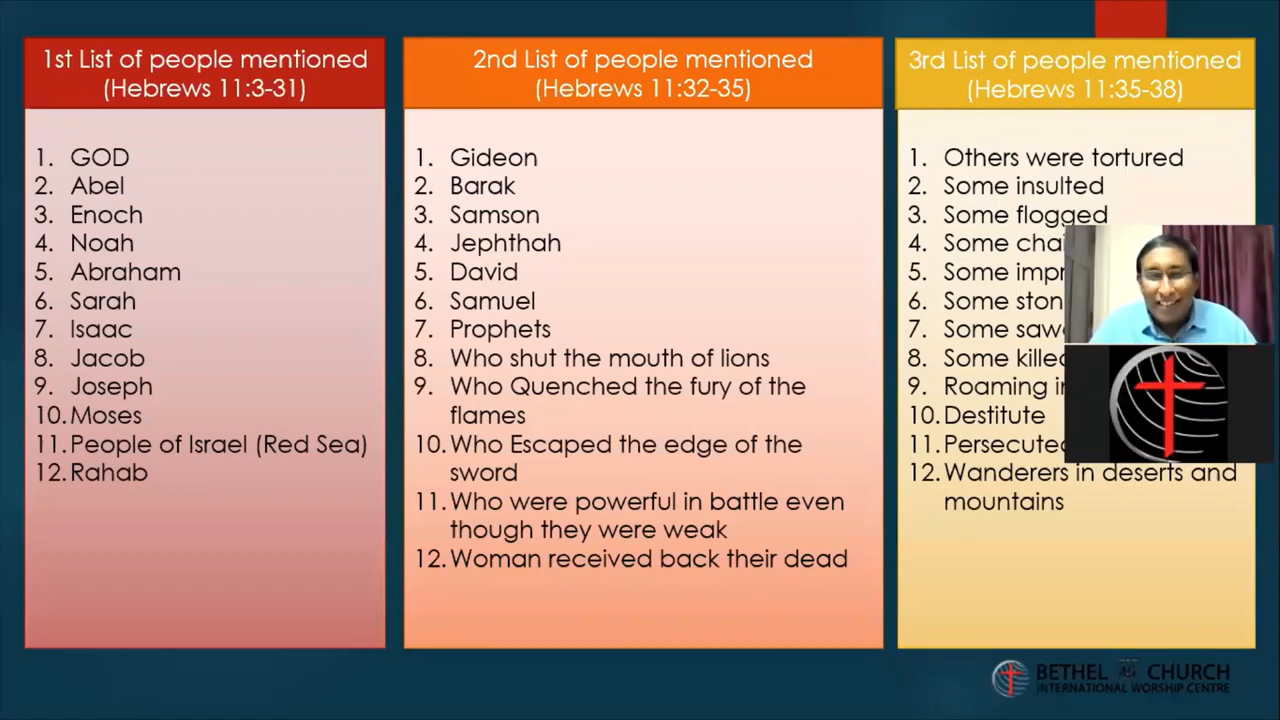 1st List of people mentioned
(Hebrews 11:3-31)
1. GOD
2. Abel
3. Enoch
4. Noah
5. Abraham
6. Sarah
7. Isaac
8. Jacob
9. Joseph
10. Moses
11. People of Israel (Red Sea)
12. Rahab
2nd List of people mentioned
(Hebrews 11:32-35)
1. Gideon
2. Barak
3. Samson
4. Jephthah
5. David
6. Samuel
7. Prophets
8. Who shut the mouth of lions
9. Who Quenched the fury of the
flames
10. Who Escaped the edge of the
sword
11. Who were powerful in battle even
though they were weak
12. Woman received back their dead
3rd List of people mentioned
(Hebrews 11:35-38)
1. Others were tortured
2. Some insulted
3. Some flogged
4. Some
5. Some
6. Some
7. Some
8. Some
9. Roaming
10. Destitute
11.
12. Wanderers in deserts and
mountains
BETHEL AG CHURCH
INTERNATIONAL WORSHIP CENTRE